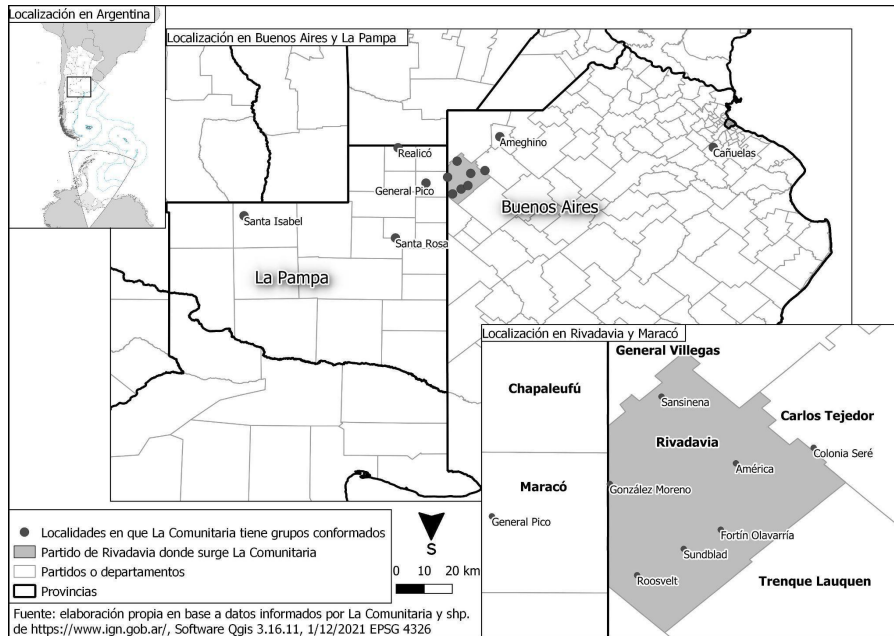 Localización en Argentina
Localización en Buenos Aires y La Pampa
Ameghino
Cañuelas
Realicó
General Pico
Buenos Aires
Santa Isabel
Santa Rosa
La Pampa
Localización en Rivadavia y Maracó
General Villegas
Chapaleufú
Sansinena
Carlos Tejedor
Rivadavia
Colonia Seré
América
Maracó
González Moreno
General Pico
Fortín Olavarría
Sundblad
Roosvelt
Trenque Lauquen
Localidades en que La Comunitaria tiene grupos conformados
Partido de Rivadavia donde surge La Comunitaria
Partidos o departamentos
Provincias
S
0 10 20 km
Fuente: elaboración propia en base a datos informados por La Comunitaria y shp.
de https://www.ign.gob.ar/, Software Qgis 3.16.11, 1/12/2021 EPSG 4326